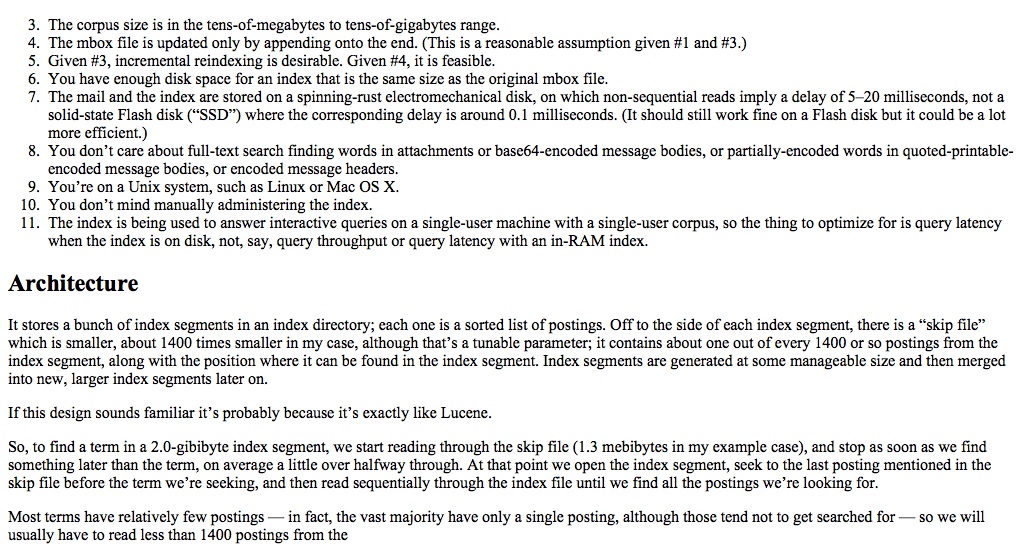 3. The corpus size is in the tens-of-megabytes to tens-of-gigabytes range.
4. The mbox file is updated only by appending onto the end. (This is a reasonable assumption given #1 and #3.)
5. Given #3, incremental reindexing is desirable. Given #4, it is feasible.
6. You have enough disk space for an index that is the same size as the original mbox file.
7. The mail and the index are stored on a spinning-rust electromechanical disk, on which non-sequential reads imply a delay of 5–20 milliseconds, not a
solid-state Flash disk (“SSD”) where the corresponding delay is around 0.1 milliseconds. (It should still work fine on a Flash disk but it could be a lot
more efficient.)
8. You don’t care about full-text search finding words in attachments or base64-encoded message bodies, or partially-encoded words in quoted-printable-
encoded message bodies, or encoded message headers.
9. You’re on a Unix system, such as Linux or Mac OS X.
10. You don’t mind manually administering the index.
11. The index is being used to answer interactive queries on a single-user machine with a single-user corpus, so the thing to optimize for is query latency
when the index is on disk, not, say, query throughput or query latency with an in-RAM index.
Architecture
It stores a bunch of index segments in an index directory; each one is a sorted list of postings. Off to the side of each index segment, there is a “skip file”
which is smaller, about 1400 times smaller in my case, although that’s a tunable parameter; it contains about one out of every 1400 or so postings from the
index segment, along with the position where it can be found in the index segment. Index segments are generated at some manageable size and then merged
into new, larger index segments later on.
If this design sounds familiar it’s probably because it’s exactly like Lucene.
So, to find a term in a 2.0-gibibyte index segment, we start reading through the skip file (1.3 mebibytes in my example case), and stop as soon as we find
something later than the term, on average a little over halfway through. At that point we open the index segment, seek to the last posting mentioned in the
skip file before the term we’re seeking, and then read sequentially through the index file until we find all the postings we’re looking for.
Most terms have relatively few postings — in fact, the vast majority have only a single posting, although those tend not to get searched for — so we will
usually have to read less than 1400 postings from the